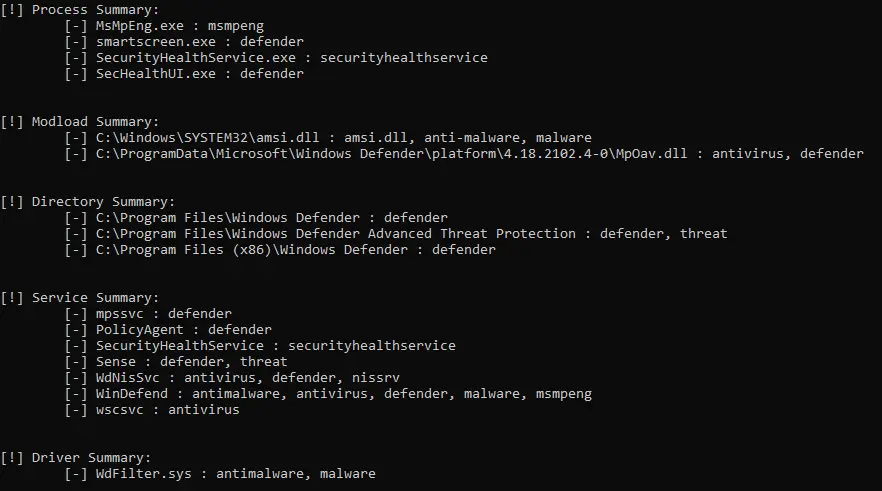 [!] Process Summary:
[-] MsMpEng.exe : msmpeng
[-] smartscreen.exe : defender
[-] SecurityHealthService.exe : securityhealthservice
[-] SecHealthUI.exe : defender
[!] Modload Summary:
[-] C:\Windows\SYSTEM32\amsi.dll : amsi.dll, anti-malware, malware
[-] C:\ProgramData\Microsoft\Windows Defender\platform\4.18.2102.4-0\MpOav.dll : antivirus, defender
[!] Directory Summary:
[-] C:\Program Files\Windows Defender : defender
[-] C:\Program Files\Windows Defender Advanced Threat Protection : defender, threat
[-] C:\Program Files (x86)\Windows Defender : defender
[!] Service Summary:
[-] mpssvc : defender
[-] PolicyAgent : defender
[-] SecurityHealthService : securityhealthservice
[-] Sense : defender, threat
[-] WdNisSvc : antivirus, defender, nissrv
[-] WinDefend : antimalware, antivirus, defender, malware, msmpeng
[-] wscsvc : antivirus
[!] Driver Summary:
[-] WdFilter.sys : antimalware, malware